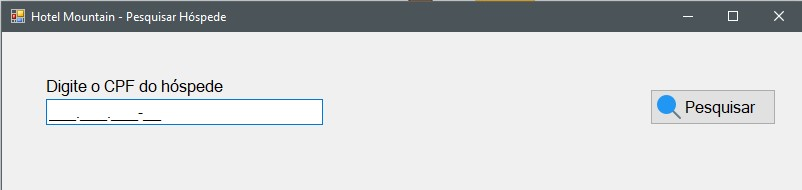 Hotel Mountain - Pesquisar Hóspede
Digite o CPF do hóspede
___.___.___-__
Pesquisar